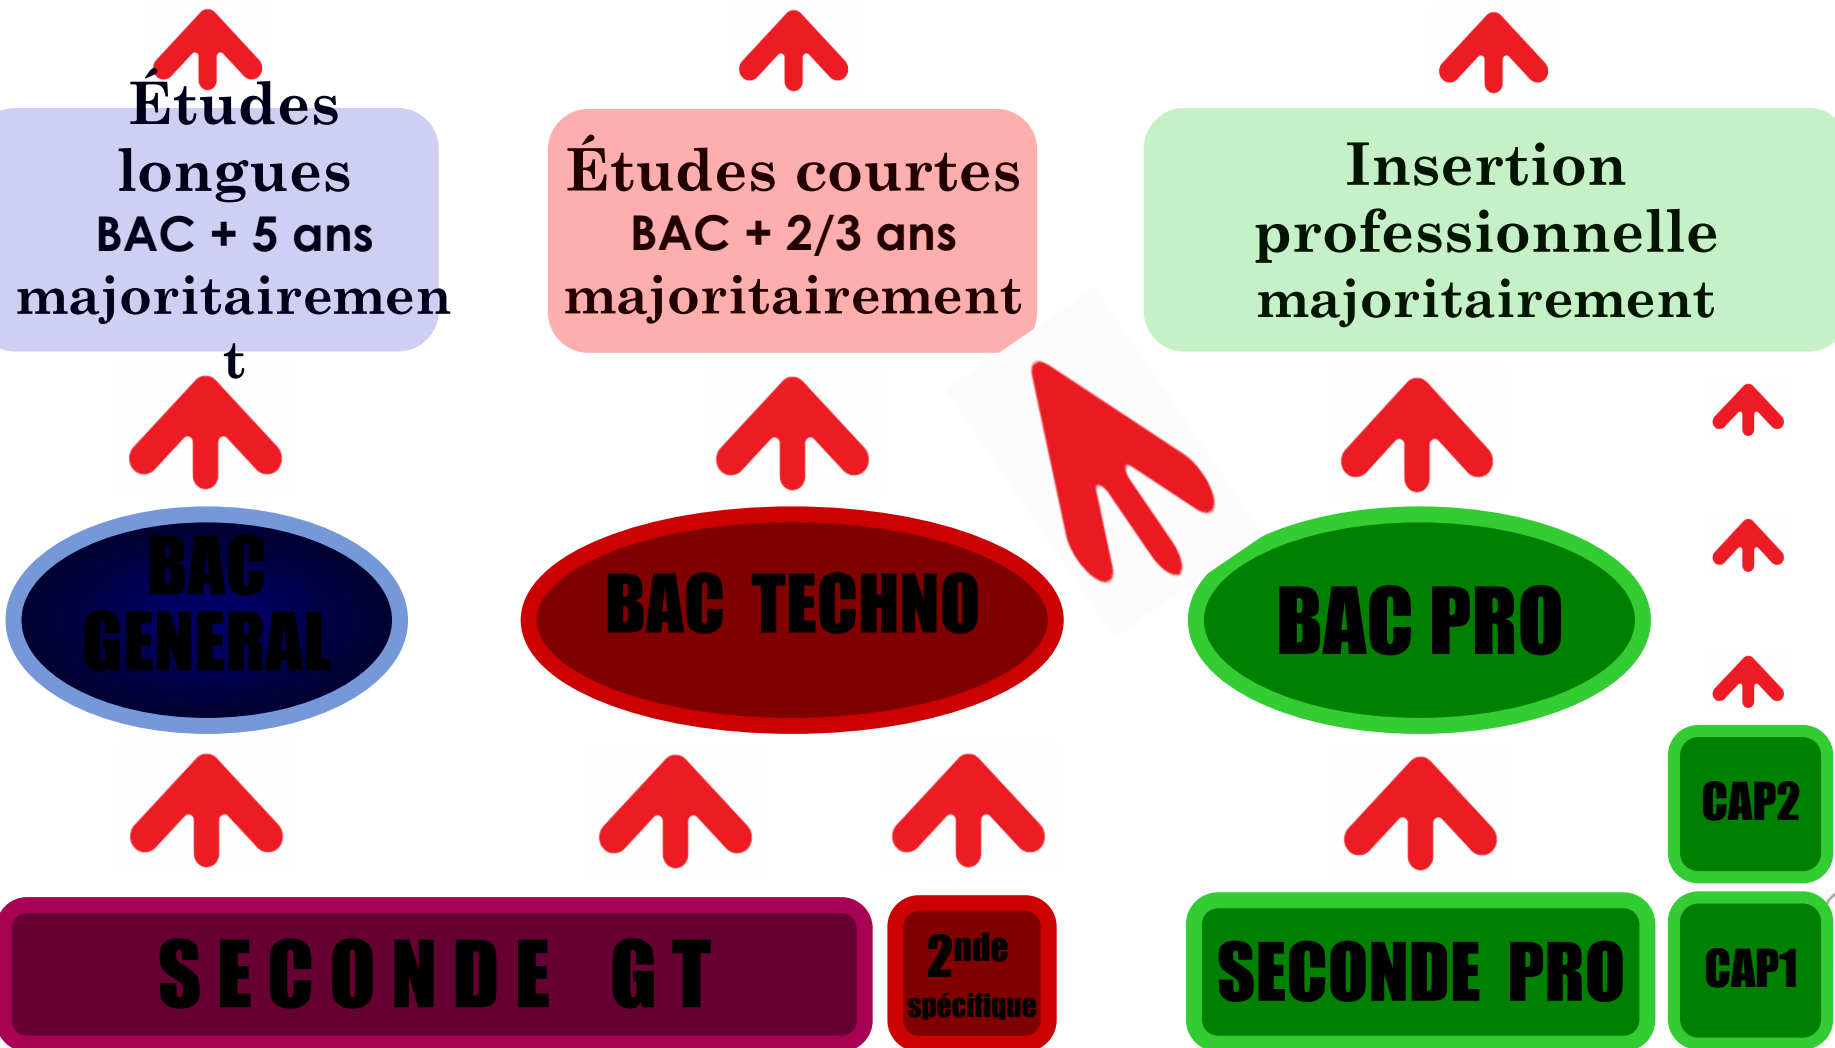 Études
longues
BAC + 5 ans
majoritairemen
t
Études courtes
BAC + 2/3 ans
majoritairement
Insertion
professionnelle
majoritairement
BAC
GENERAL
BAC TECHNO
BAC PRO
CAP2
SECONDE GT
2nde
spécifique
SECONDE PRO
CAP1